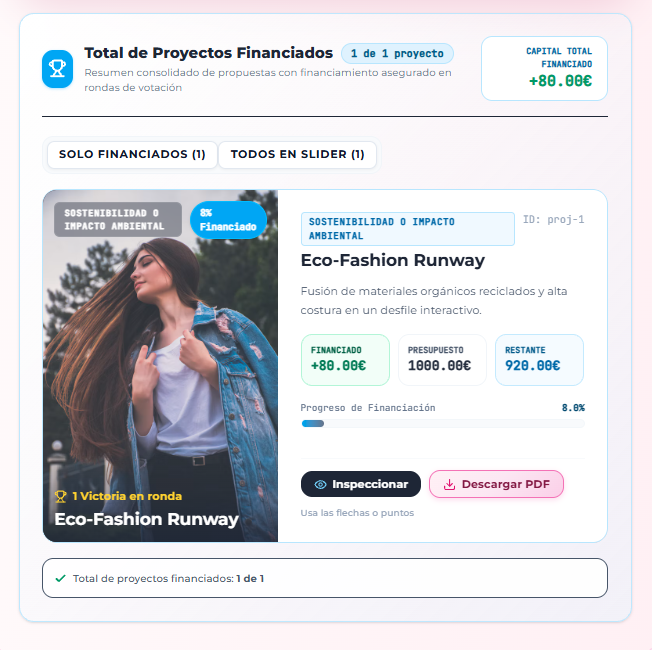 Total de Proyectos Financiados
1 de 1 proyecto
Resumen consolidado de propuestas con financiamiento asegurado en
rondas de votación
CAPITAL TOTAL
FINANCIADO
+80.00€
SOLO FINANCIADOS (1)
TODOS EN SLIDER (1)
SOSTENIBILIDAD O
IMPACTO AMBIENTAL
8%
Financiado
1 Victoria en ronda
Eco-Fashion Runway
SOSTENIBILIDAD O IMPACTO
AMBIENTAL
ID: proj-1
Eco-Fashion Runway
Fusión de materiales orgánicos reciclados y alta
costura en un desfile interactivo.
FINANCIADO
+80.00€
PRESUPUESTO
1000.00€
RESTANTE
920.00€
Progreso de Financiación
8.0%
Inspeccionar
Descargar PDF
Usa las flechas o puntos
Total de proyectos financiados: 1 de 1